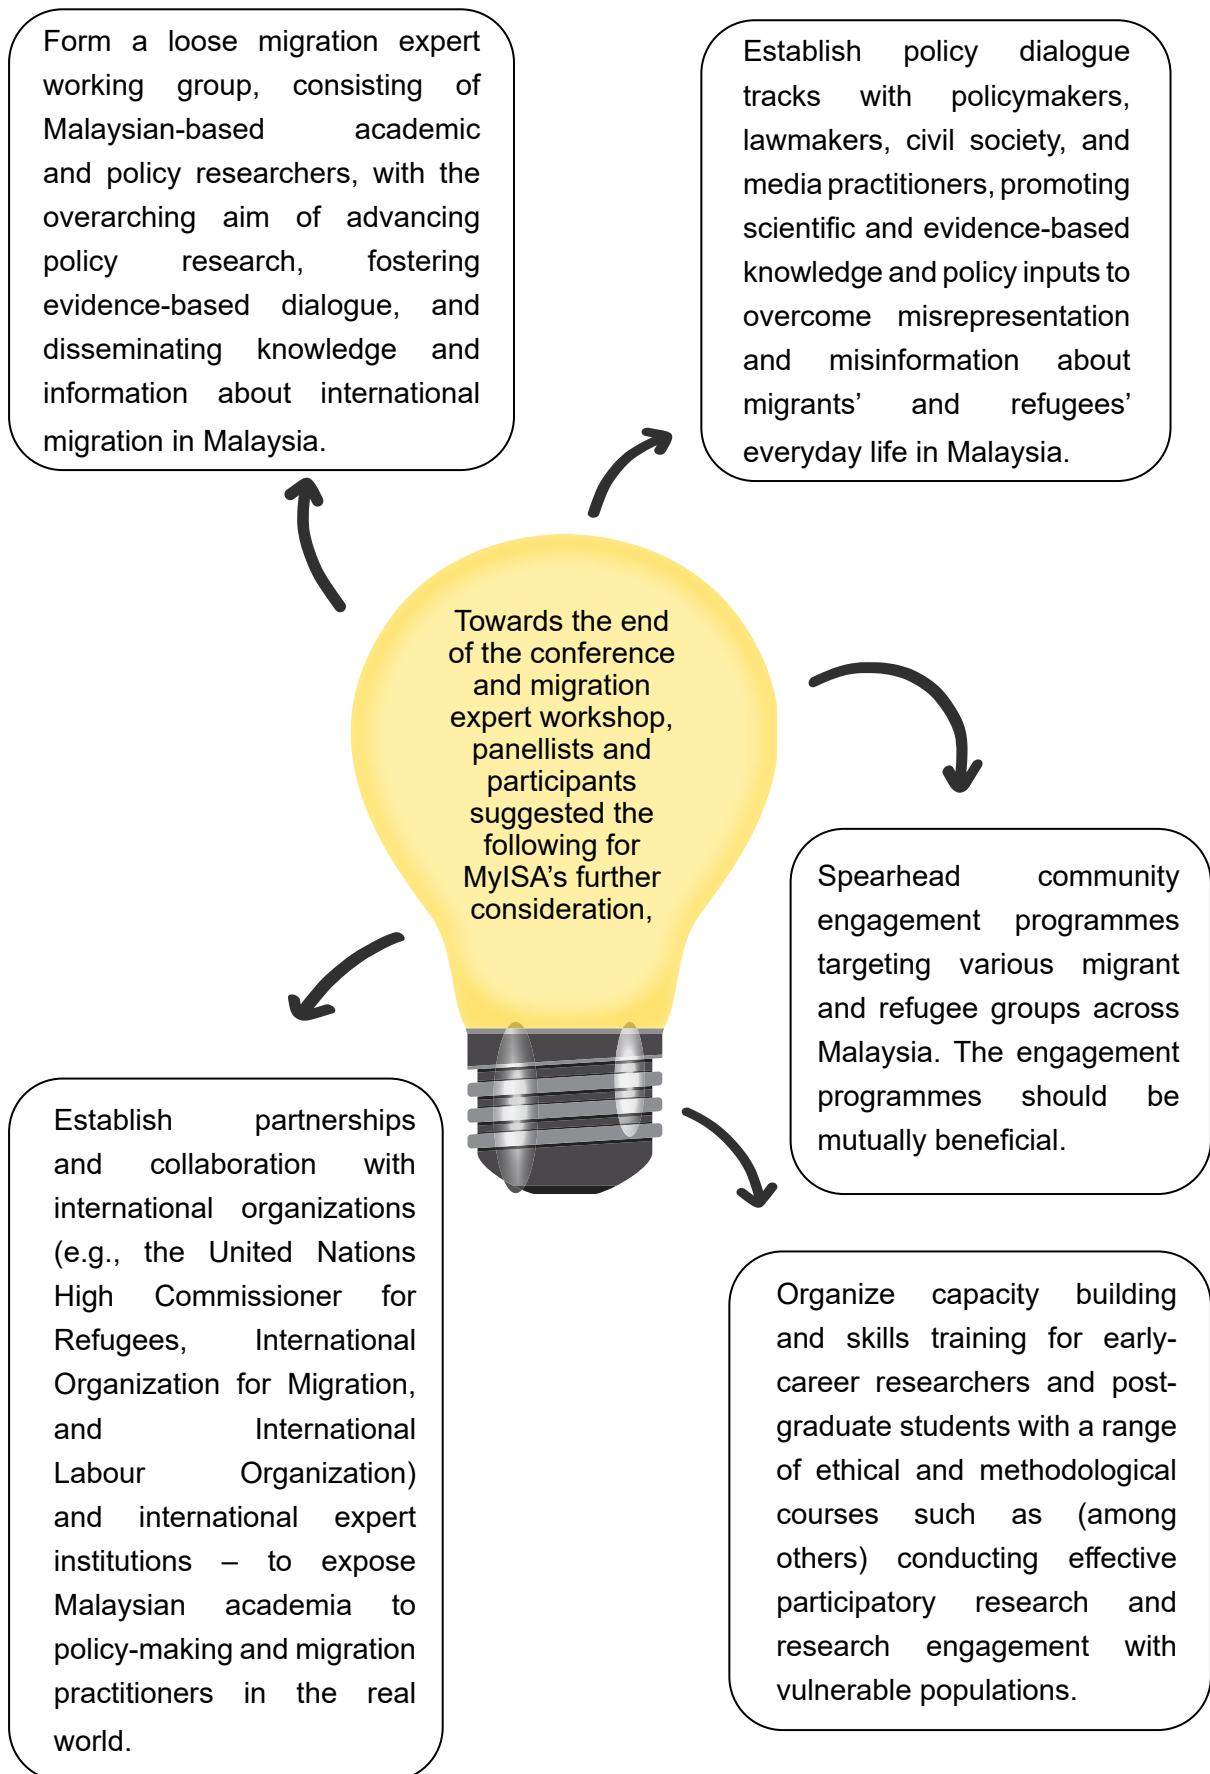 Form a loose migration expert
working group, consisting of
Malaysian-based academic
and policy researchers, with the
overarching aim of advancing
policy research, fostering
evidence-based dialogue, and
disseminating knowledge and
information about international
migration in Malaysia.
Establish policy dialogue
tracks with policymakers,
lawmakers, civil society, and
media practitioners, promoting
scientific and evidence-based
knowledge and policy inputs to
overcome misrepresentation
and misinformation about
migrants’ and refugees’
everyday life in Malaysia.
Towards the end
of the conference
and migration
expert workshop,
panellists and
participants
suggested the
following for
MyISA’s further
consideration,
Spearhead community
engagement programmes
targeting various migrant
and refugee groups across
Malaysia. The engagement
programmes should be
mutually beneficial.
Establish partnerships
and collaboration with
international organizations
(e.g., the United Nations
High Commissioner for
Refugees, International
Organization for Migration,
and International
Labour Organization)
and international expert
institutions – to expose
Malaysian academia to
policy-making and migration
practitioners in the real
world.
Organize capacity building
and skills training for early-
career researchers and post-
graduate students with a range
of ethical and methodological
courses such as (among
others) conducting effective
participatory research and
research engagement with
vulnerable populations.